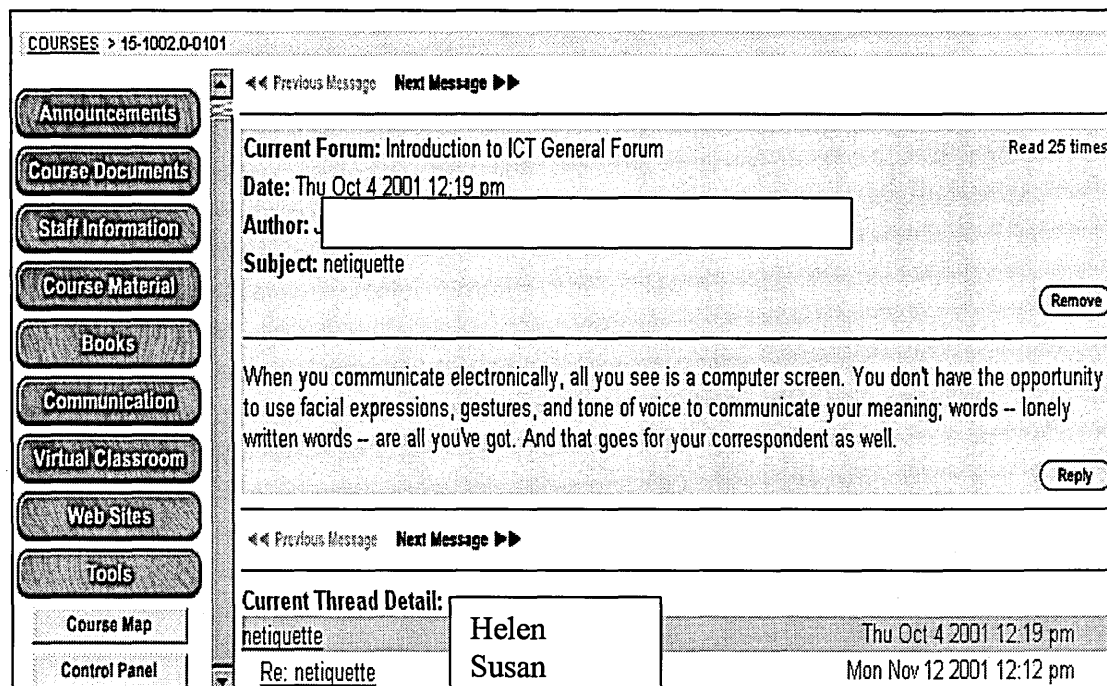 COURSES > 15-1002.0-0101
Announcements
Course Documents
Staff Information
Course Material
Books
Communication
Virtual Classroom
Web Sites
Tools
Course Map
Control Panel
◄◄ Previous Message Next Message ►►
Current Forum: Introduction to ICT General Forum Read 25 times
Date: Thu Oct 4 2001 12:19 pm
Author: J
Subject: netiquette
Remove
When you communicate electronically, all you see is a computer screen. You don't have the opportunity
to use facial expressions, gestures, and tone of voice to communicate your meaning; words -- lonely
written words -- are all you've got. And that goes for your correspondent as well.
Reply
◄◄ Previous Message Next Message ►►
Current Thread Detail:
netiquette Helen Thu Oct 4 2001 12:19 pm
Re: netiquette Susan Mon Nov 12 2001 12:12 pm